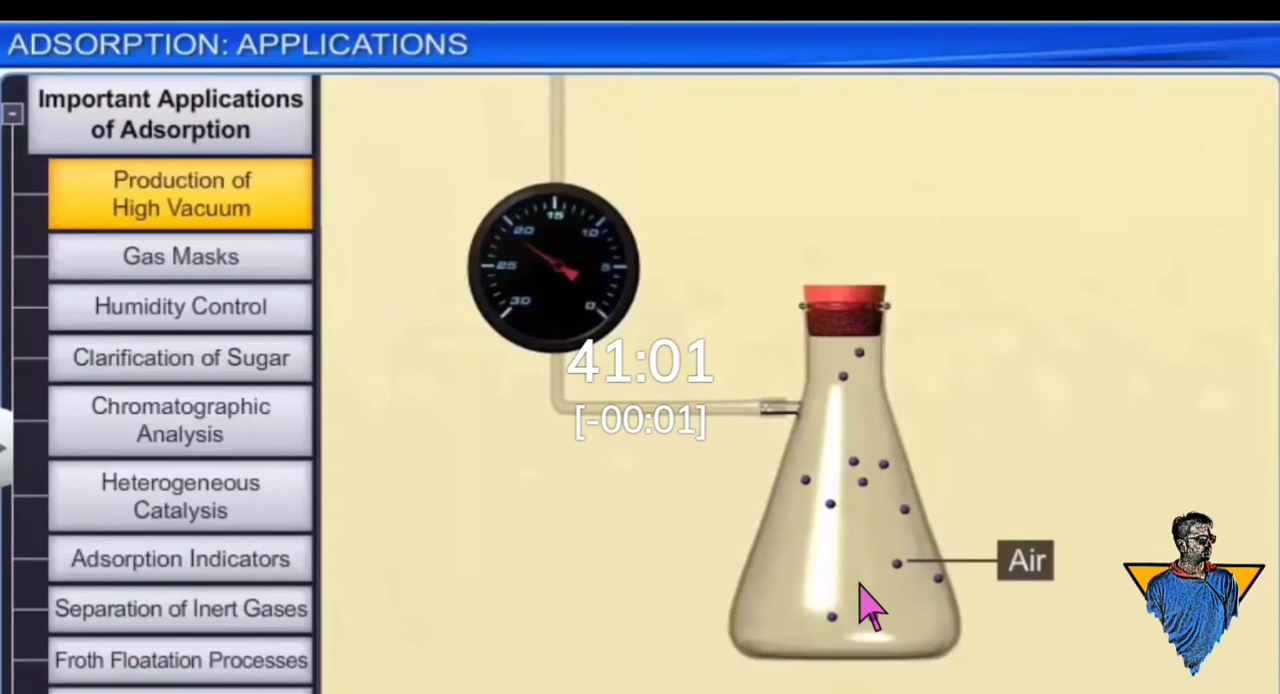 ADSORPTION: APPLICATIONS
Important Applications
of Adsorption
Production of
High Vacuum
Gas Masks
Humidity Control
Clarification of Sugar
Chromatographic
Analysis
Heterogeneous
Catalysis
Adsorption Indicators
Separation of Inert Gases
Froth Floatation Processes
15
20
10
25
5
30
0
41:01
[-00:01]
Air